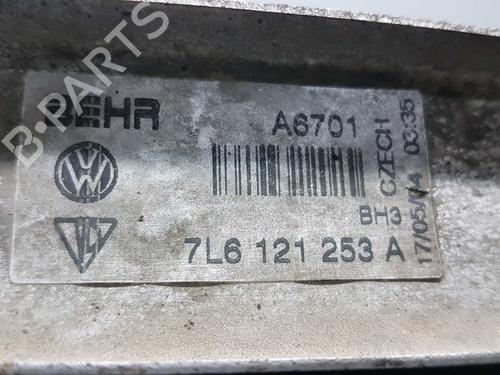 BEHR
A6701
BH3
CZECH
17/05/04 03:35
7L6 121 253 A
B-PARTS